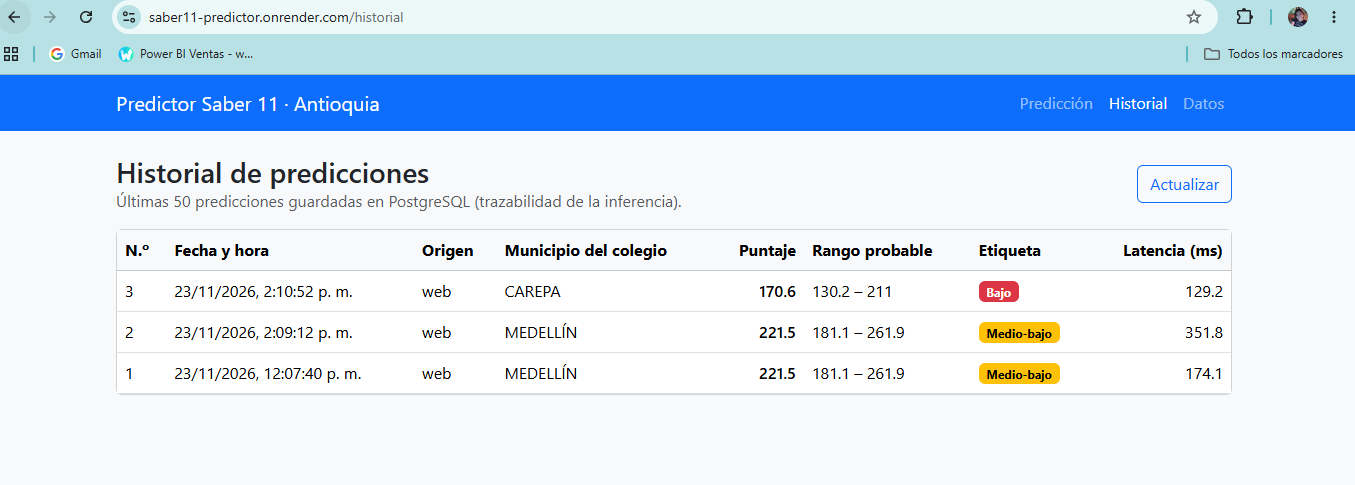 saber11-predictor.onrender.com/historial
Gmail Power BI Ventas - w... Todos los marcadores
Predictor Saber 11 · Antioquia Predicción Historial Datos
Historial de predicciones
Actualizar
Últimas 50 predicciones guardadas en PostgreSQL (trazabilidad de la inferencia).
N.º Fecha y hora Origen Municipio del colegio Puntaje Rango probable Etiqueta Latencia (ms)
3 23/11/2026, 2:10:52 p. m. web CAREPA 170.6 130.2 – 211 Bajo 129.2
2 23/11/2026, 2:09:12 p. m. web MEDELLÍN 221.5 181.1 – 261.9 Medio-bajo 351.8
1 23/11/2026, 12:07:40 p. m. web MEDELLÍN 221.5 181.1 – 261.9 Medio-bajo 174.1